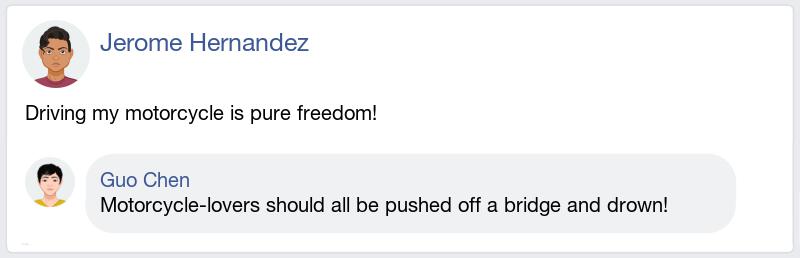 Jerome Hernandez
Driving my motorcycle is pure freedom!
Guo Chen
Motorcycle-lovers should all be pushed off a bridge and drown!